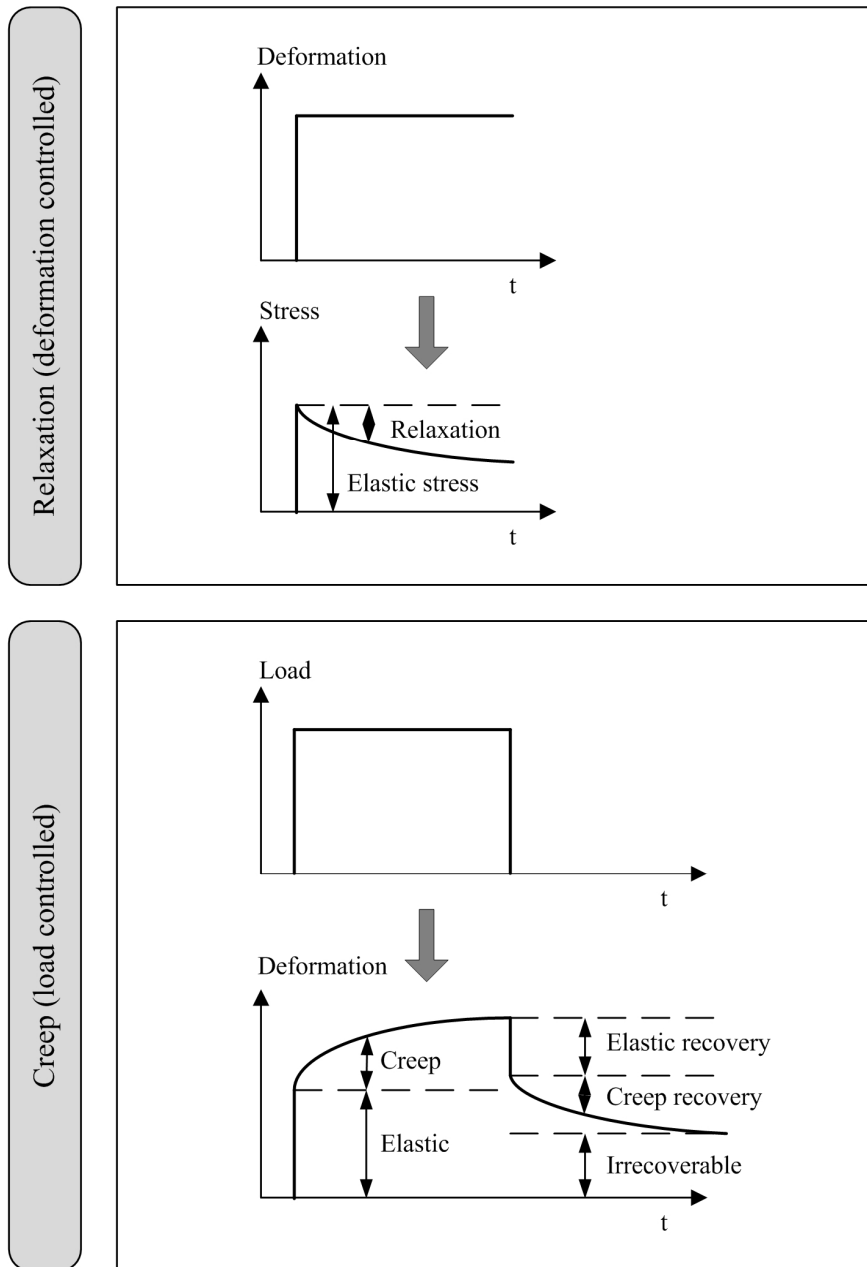 Relaxation (deformation controlled)
Deformation
t
Stress
Relaxation
Elastic stress
t
Creep (load controlled)
Load
t
Deformation
Creep
Elastic
Elastic recovery
Creep recovery
Irrecoverable
t